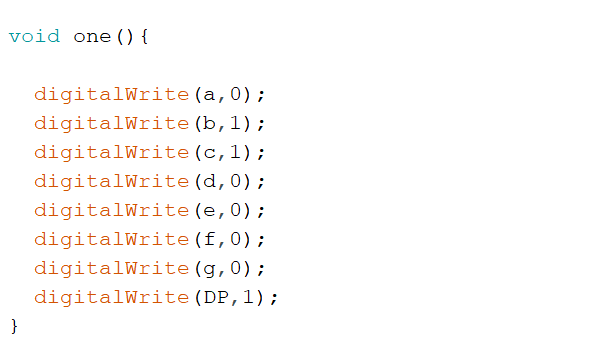 void one(){
digitalWrite(a,0);
digitalWrite(b,1);
digitalWrite(c,1);
digitalWrite(d,0);
digitalWrite(e,0);
digitalWrite(f,0);
digitalWrite(g,0);
digitalWrite(DP,1);
}